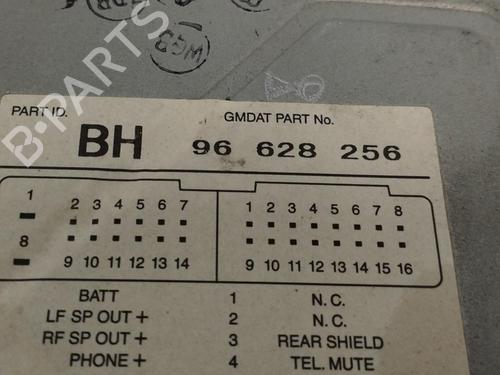 WG3
B-PARTS
PART ID. GMDAT PART No.
BH 96 628 256
1 2 3 4 5 6 7 1 2 3 4 5 6 7 8
8 9 10 11 12 13 14 9 10 11 12 13 14 15 16
BATT 1 N.C.
LF SP OUT + 2 N.C.
RF SP OUT + 3 REAR SHIELD
PHONE + 4 TEL. MUTE